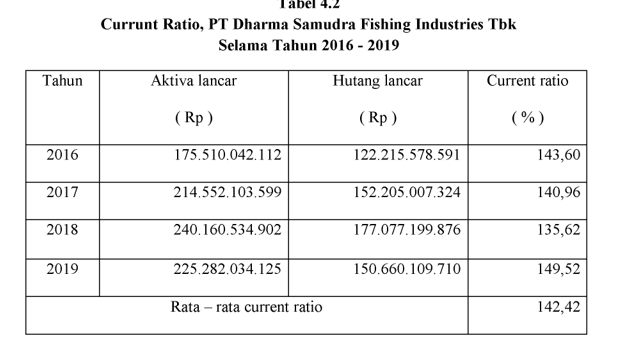 Tabel 4.2
Currunt Ratio, PT Dharma Samudra Fishing Industries Tbk
Selama Tahun 2016 - 2019
Tahun Aktiva lancar Hutang lancar Current ratio
( Rp ) ( Rp ) ( % )
2016 175.510.042.112 122.215.578.591 143,60
2017 214.552.103.599 152.205.007.324 140,96
2018 240.160.534.902 177.077.199.876 135,62
2019 225.282.034.125 150.660.109.710 149,52
Rata – rata current ratio 142,42